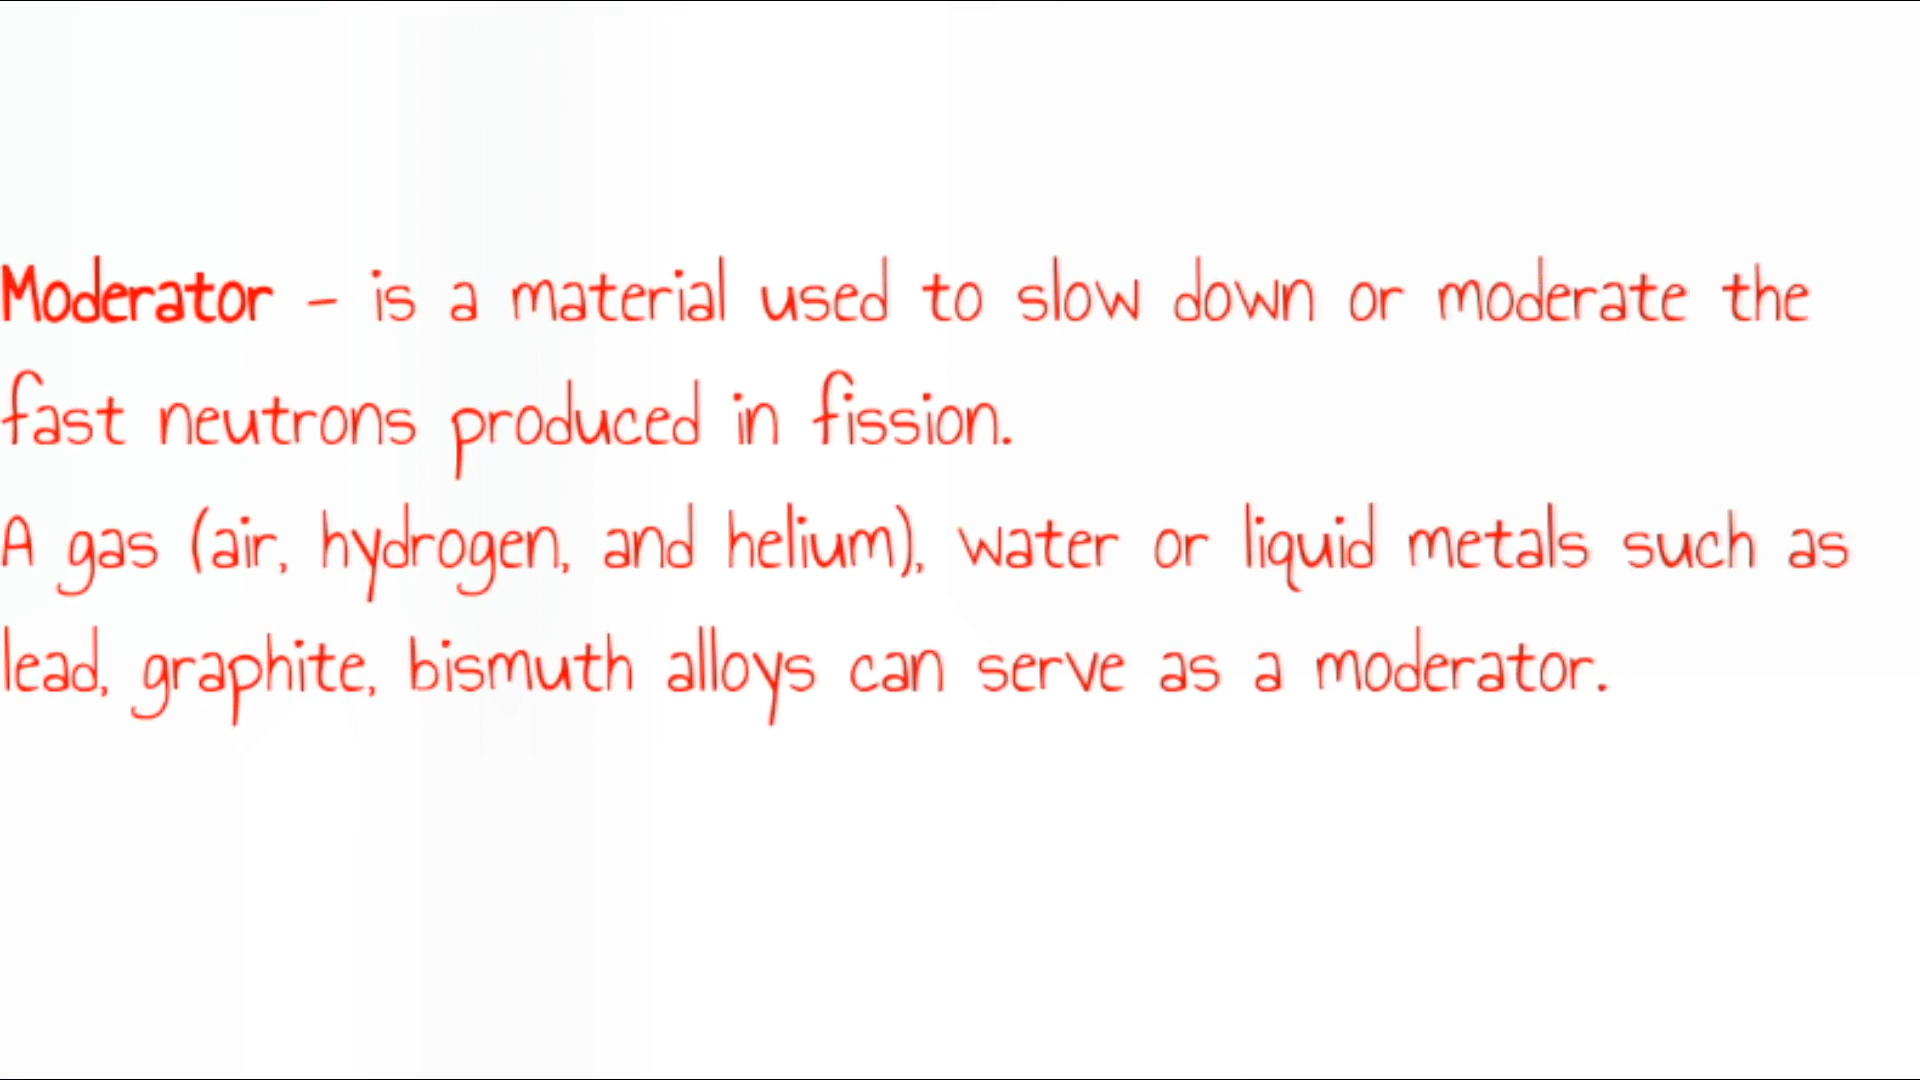 Moderator - is a material used to slow down or moderate the
fast neutrons produced in fission.
A gas (air, hydrogen, and helium), water or liquid metals such as
lead, graphite, bismuth alloys can serve as a moderator.